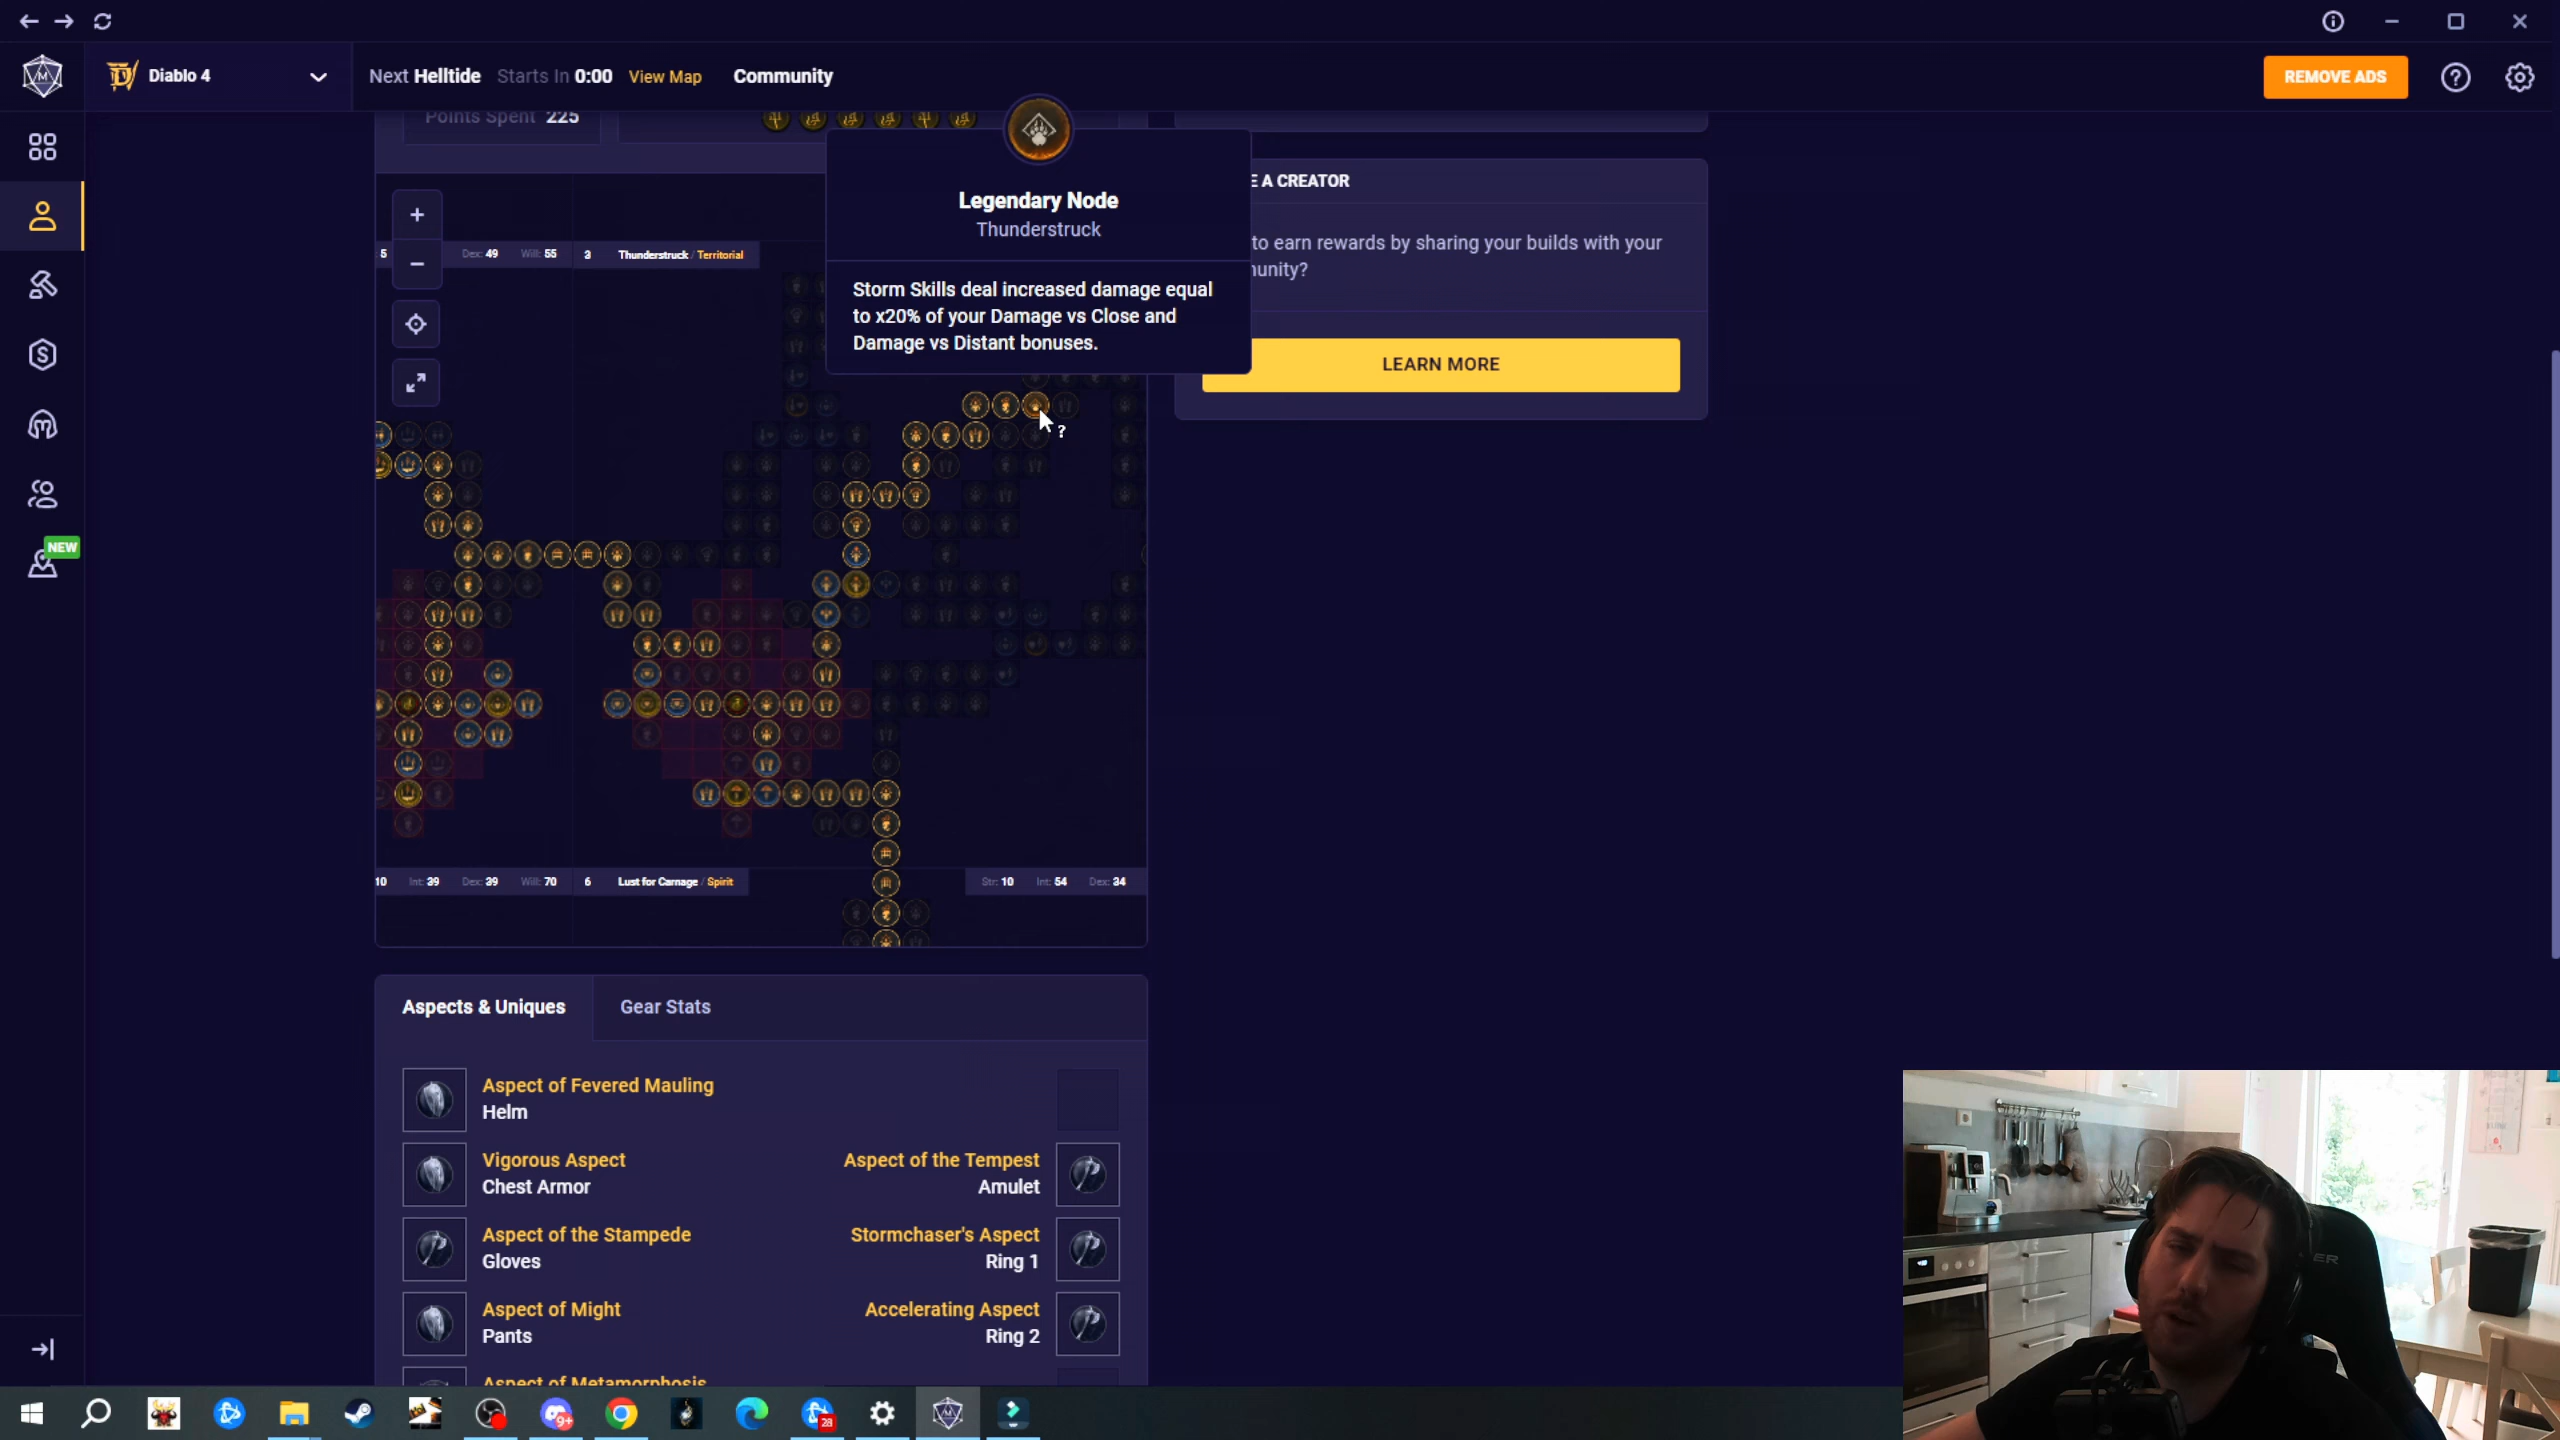 Diablo 4
Next Helltide Starts In 0:00 View Map Community
REMOVE ADS
Points Spent 225
E A CREATOR
Legendary Node
Thunderstruck
to earn rewards by sharing your builds with your
unity?
+
−
5 Dex: 49 Will: 55 3 Thunderstruck / Territorial
Storm Skills deal increased damage equal
to x20% of your Damage vs Close and
Damage vs Distant bonuses.
LEARN MORE
?
NEW
10 Int: 39 Dex: 39 Will: 70 6 Lust for Carnage / Spirit Str: 10 Int: 54 Dex: 34
Aspects & Uniques Gear Stats
Aspect of Fevered Mauling
Helm
Vigorous Aspect
Chest Armor
Aspect of the Tempest
Amulet
Aspect of the Stampede
Gloves
Stormchaser's Aspect
Ring 1
Aspect of Might
Pants
Accelerating Aspect
Ring 2
Aspect of Metamorphosis
9+
28
ER